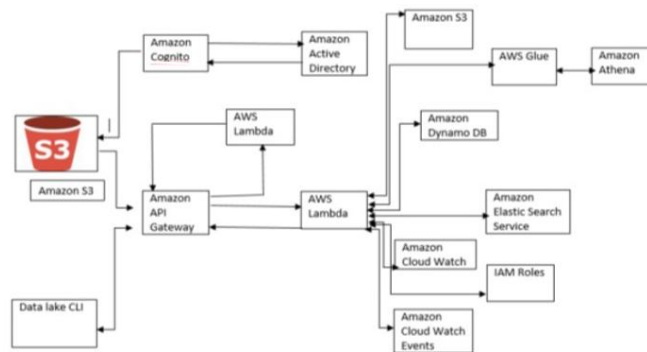 Amazon S3
Amazon
Cognito
Amazon
Active
Directory
AWS Glue
Amazon
Athena
S3
AWS
Lambda
Amazon
Dynamo DB
Amazon S3
Amazon
API
Gateway
AWS
Lambda
Amazon
Elastic Search
Service
Amazon
Cloud Watch
IAM Roles
Data lake CLI
Amazon
Cloud Watch
Events